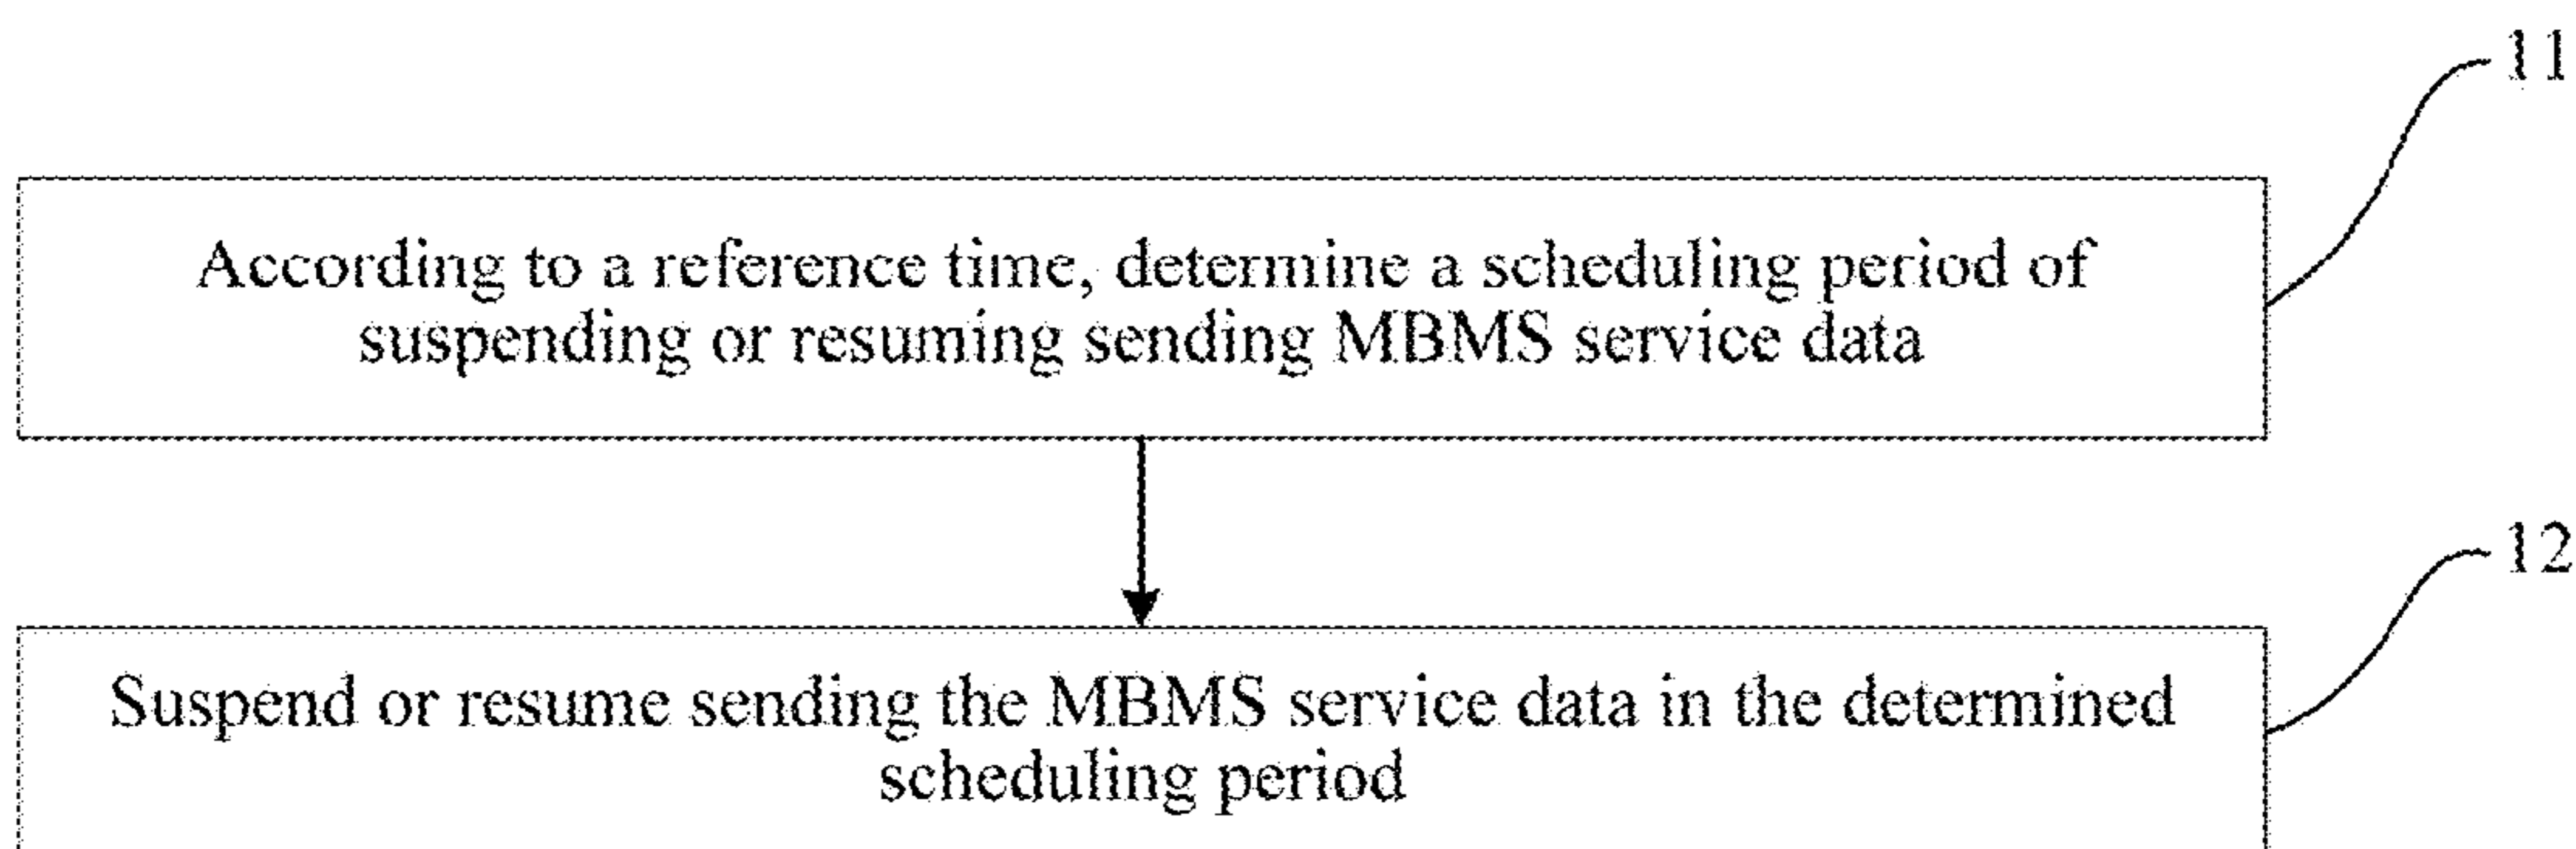 11
According to a reference time, determine a scheduling period of
suspending or resuming sending MBMS service data
12
Suspend or resume sending the MBMS service data in the determined
scheduling period